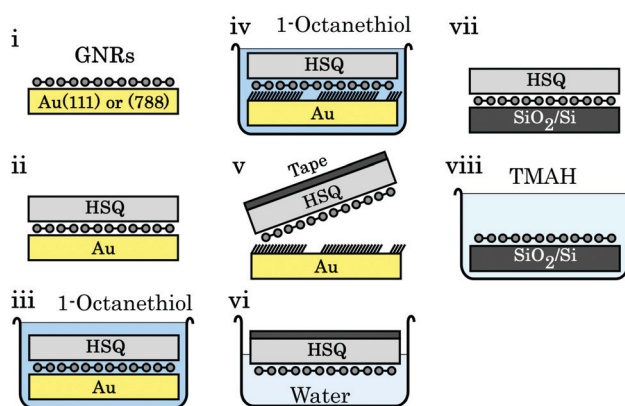 i
GNRs
Au(111) or (788)
ii
HSQ
Au
iii
1-Octanethiol
HSQ
Au
iv
1-Octanethiol
HSQ
Au
v
Tape
HSQ
Au
vi
HSQ
Water
vii
HSQ
SiO₂/Si
viii
TMAH
SiO₂/Si